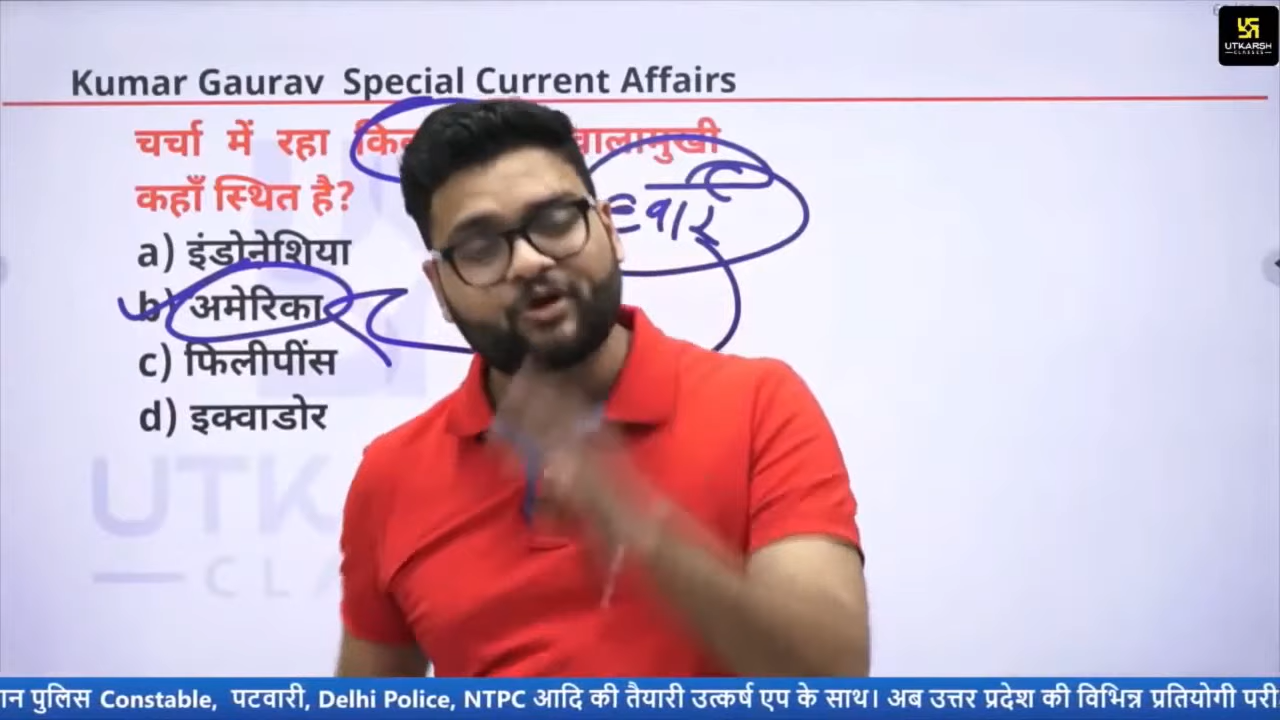 UTKARSH
CLASSES
Kumar Gaurav Special Current Affairs
चर्चा में रहा
कहाँ स्थित है?
a) इंडोनेशिया
b) अमेरिका
c) फिलीपींस
d) इक्वाडोर
पुलिस Constable, पटवारी, Delhi Police, NTPC आदि की तैयारी उत्कर्ष एप के साथ। अब उत्तर प्रदेश की विभिन्न प्रतियोगी